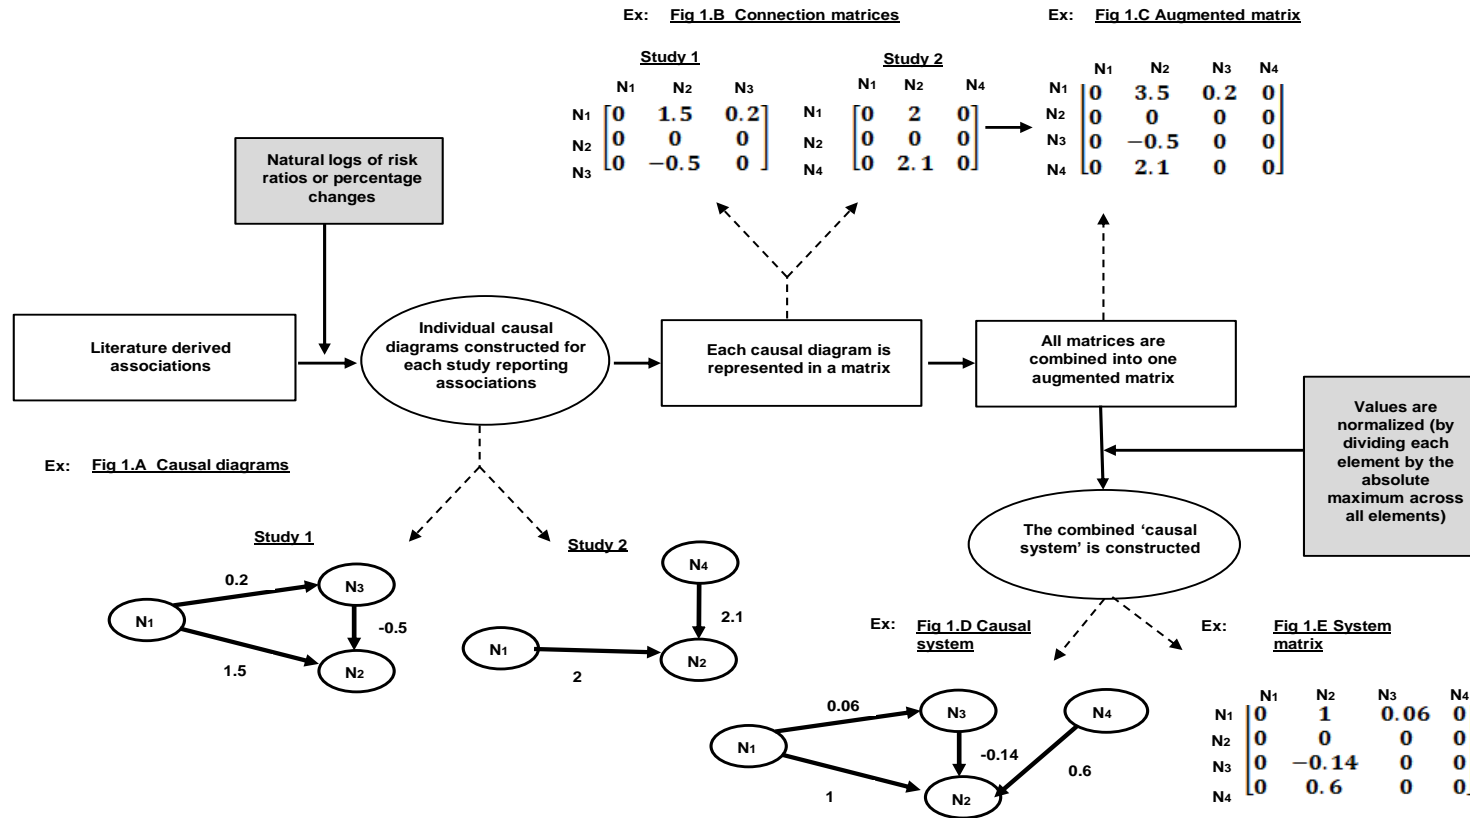 Ex: Fig 1.B Connection matrices
Ex: Fig 1.C Augmented matrix
Study 1
N1 N2 N3
N1 [0 1.5 0.2]
N2 [0 0 0]
N3 [0 −0.5 0]
Study 2
N1 N2 N4
N1 [0 2 0]
N2 [0 0 0]
N4 [0 2.1 0]
N1 N2 N3 N4
N1 [0 3.5 0.2 0]
N2 [0 0 0 0]
N3 [0 −0.5 0 0]
N4 [0 2.1 0 0]
Natural logs of risk
ratios or percentage
changes
Literature derived
associations
Individual causal
diagrams constructed for
each study reporting
associations
Each causal diagram is
represented in a matrix
All matrices are
combined into one
augmented matrix
Values are
normalized (by
dividing each
element by the
absolute
maximum across
all elements)
The combined ‘causal
system’ is constructed
Ex: Fig 1.A Causal diagrams
Study 1
0.2
N3
N1
-0.5
1.5
N2
Study 2
N4
2.1
N1
N2
2
Ex: Fig 1.D Causal
system
0.06
N3
N4
N1
-0.14
0.6
1
N2
Ex: Fig 1.E System
matrix
N1 N2 N3 N4
N1 [0 1 0.06 0
N2 [0 0 0 0
N3 [0 −0.14 0 0
N4 [0 0.6 0 0]